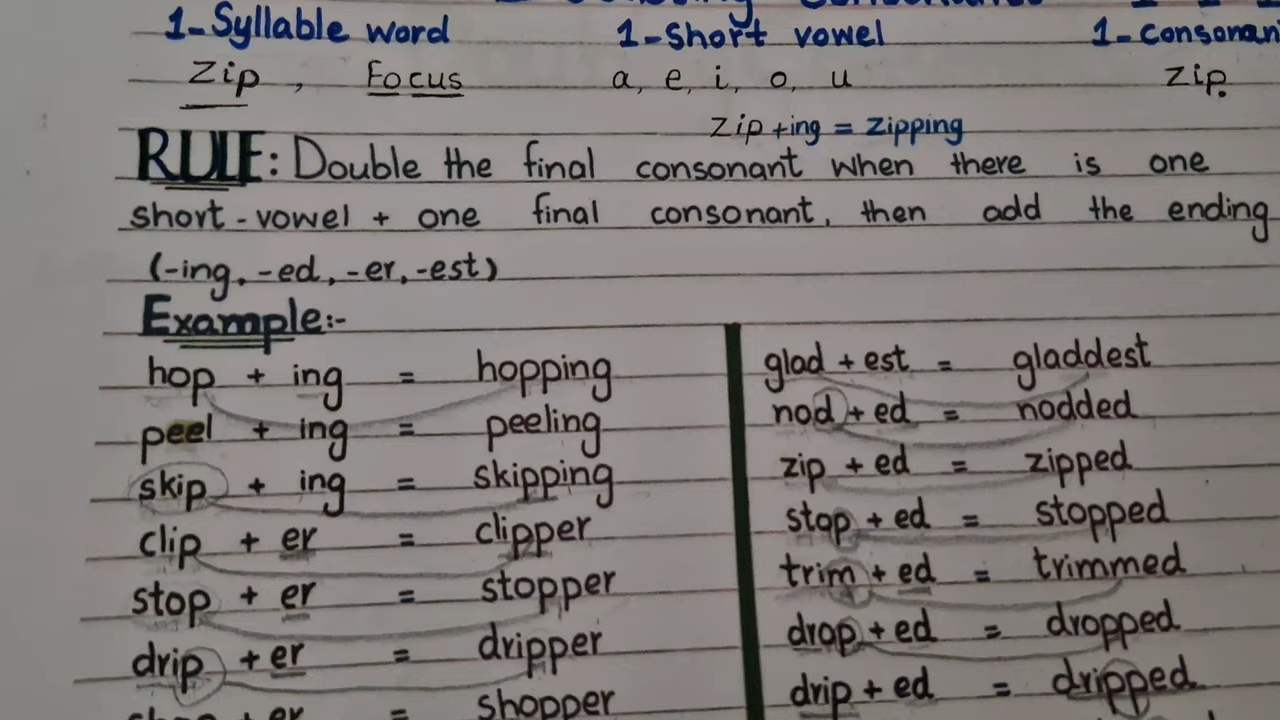 Doubling Consonants
1-Syllable word 1-Short vowel 1-consonan
Zip, Focus a, e, i, o, u Zip
Zip+ing = Zipping
RULE: Double the final consonant when there is one
short-vowel + one final consonant, then add the ending
(-ing, -ed, -er, -est)
Example:-
hop + ing = hopping
peel + ing = peeling
skip + ing = skipping
clip + er = clipper
stop + er = stopper
drip + er = dripper
+ er = shopper
glad + est = gladdest
nod + ed = nodded
zip + ed = zipped
stop + ed = stopped
trim + ed = trimmed
drop + ed = dropped
drip + ed = dripped